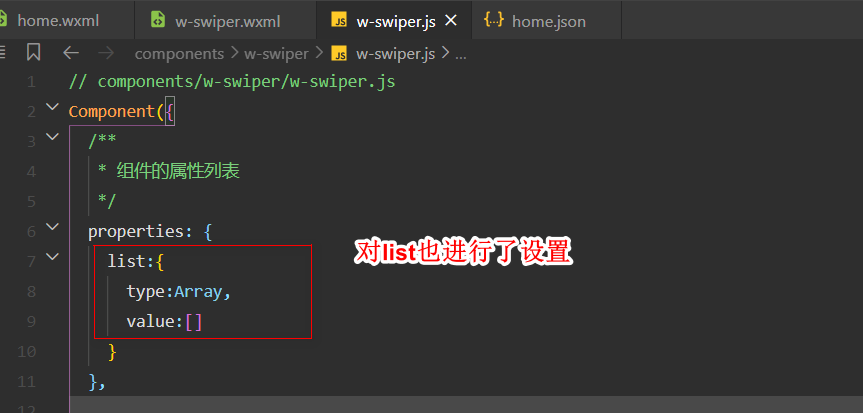 home.wxml w-swiper.wxml JS w-swiper.js {..} home.json
components > w-swiper > JS w-swiper.js > ...
1 // components/w-swiper/w-swiper.js
2 Component({
3 /**
4 * 组件的属性列表
5 */
6 properties: {
对list也进行了设置
7 list:{
8 type:Array,
9 value:[]
10 }
11 },
12